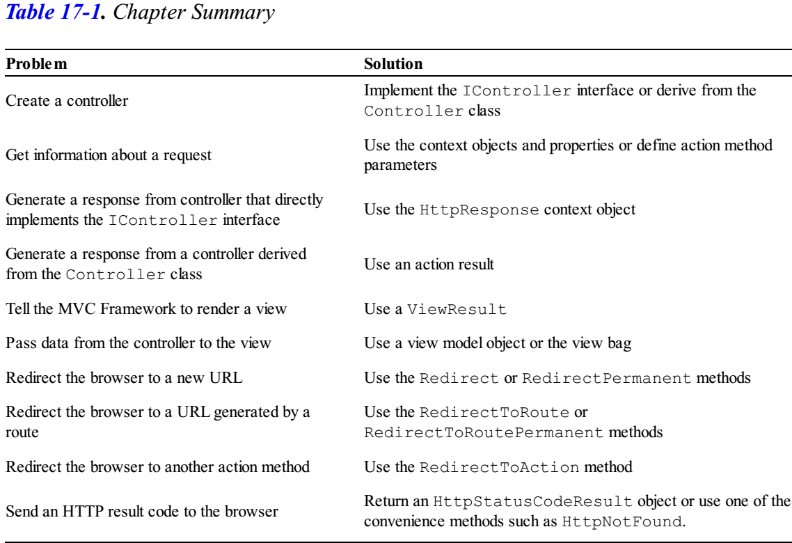 Table 17-1. Chapter Summary
Problem Solution
Create a controller
Implement the IController interface or derive from the
Controller class
Get information about a request
Use the context objects and properties or define action method
parameters
Generate a response from controller that directly
implements the IController interface
Use the HttpResponse context object
Generate a response from a controller derived
from the Controller class
Use an action result
Tell the MVC Framework to render a view
Use a ViewResult
Pass data from the controller to the view
Use a view model object or the view bag
Redirect the browser to a new URL
Use the Redirect or RedirectPermanent methods
Redirect the browser to a URL generated by a
route
Use the RedirectToRoute or
RedirectToRoutePermanent methods
Redirect the browser to another action method
Use the RedirectToAction method
Send an HTTP result code to the browser
Return an HttpStatusCodeResult object or use one of the
convenience methods such as HttpNotFound.